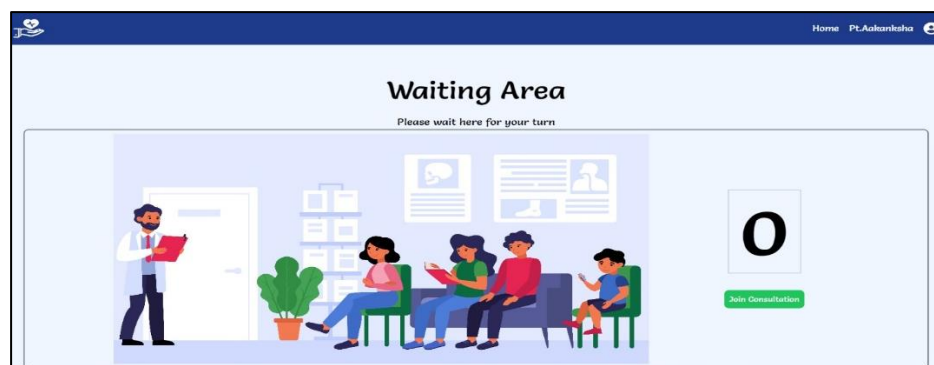 Home Pt.Aakanksha
Waiting Area
Please wait here for your turn
0
Join Consultation